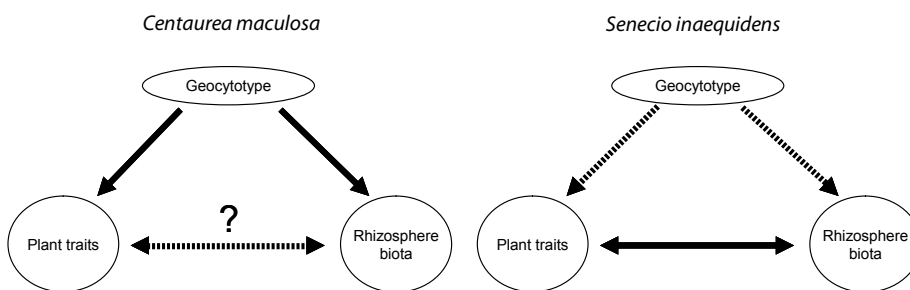 Centaurea maculosa
Geocytotype
?
Plant traits
Rhizosphere
biota
Senecio inaequidens
Geocytotype
Plant traits
Rhizosphere
biota